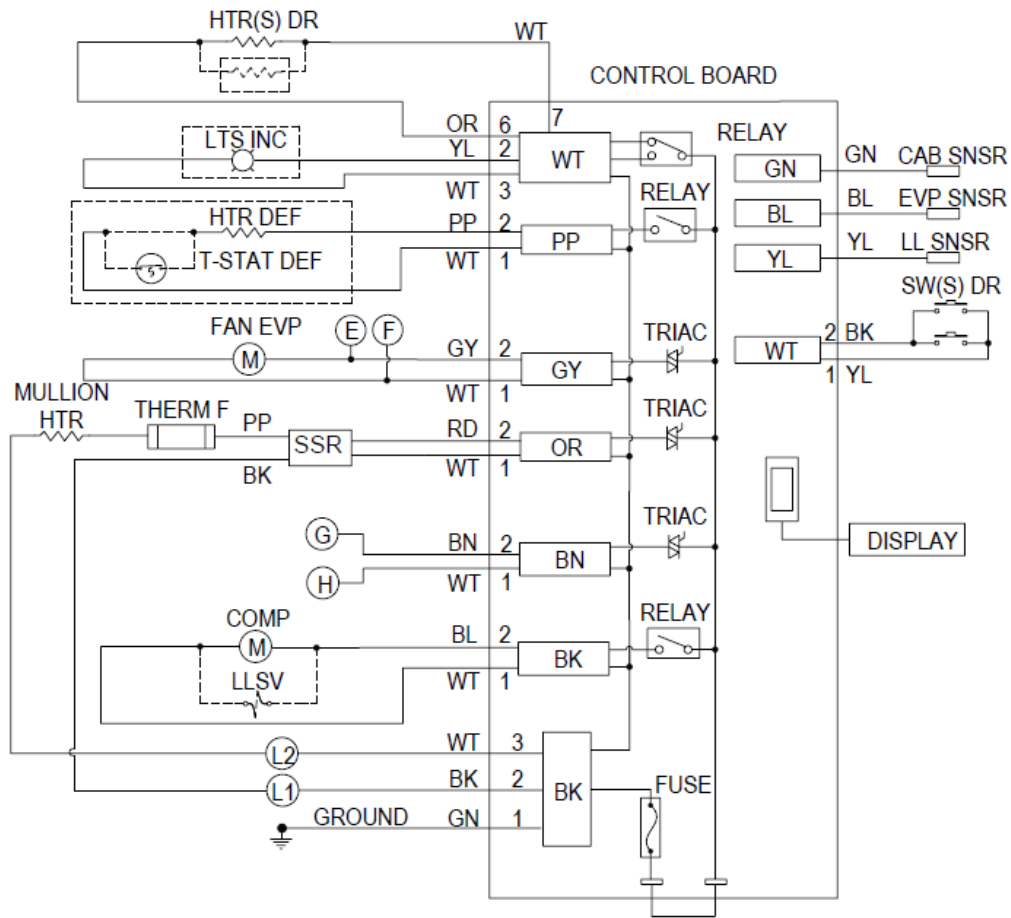 HTR(S) DR
WT
CONTROL BOARD
7
OR 6
LTS INC
YL 2
WT
RELAY
WT 3
GN
GN CAB SNSR
HTR DEF
PP 2
PP
RELAY
BL
BL EVP SNSR
T-STAT DEF
WT 1
YL
YL LL SNSR
SW(S) DR
FAN EVP
E
F
M
GY 2
GY
TRIAC
WT
2 BK
WT 1
1 YL
MULLION
HTR
THERM F
PP
SSR
BK
RD 2
OR
TRIAC
WT 1
G
BN 2
BN
TRIAC
DISPLAY
H
WT 1
COMP
M
BL 2
BK
RELAY
LLSV
WT 1
L2
WT 3
L1
BK 2
BK
FUSE
GROUND GN 1